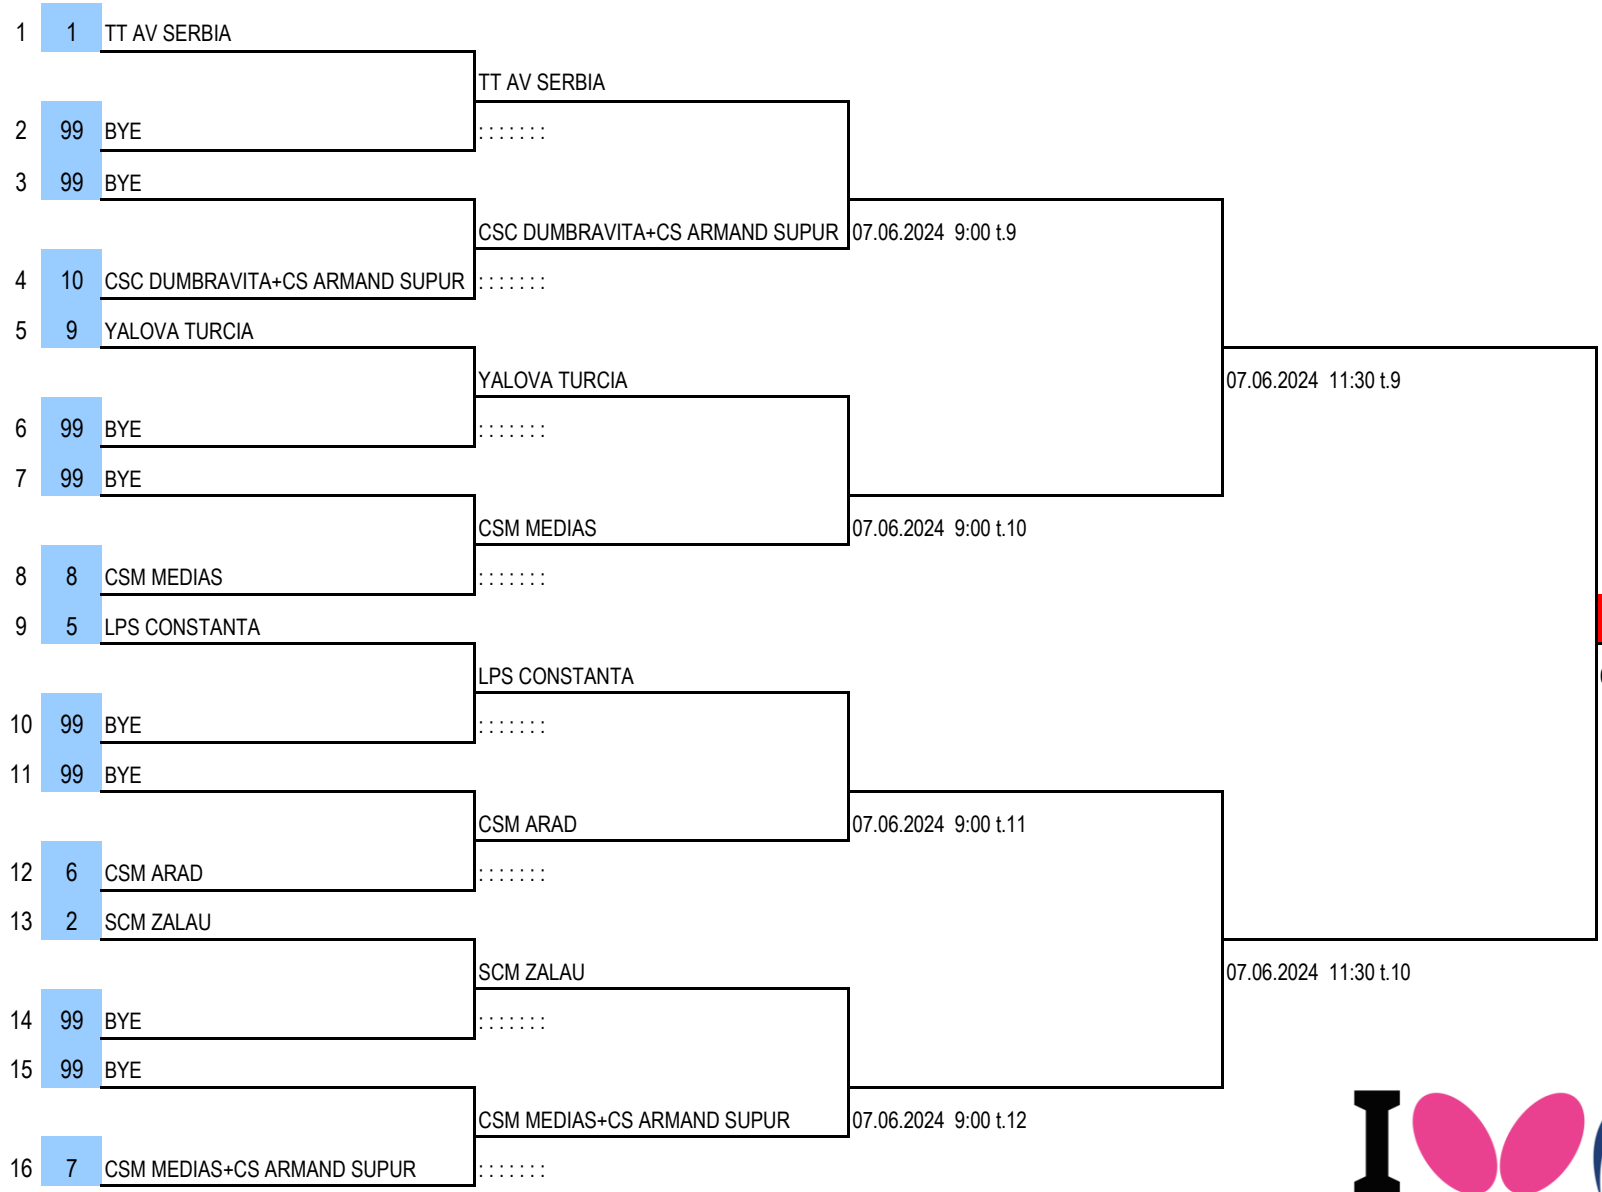 1 1 TT AV SERBIA
TT AV SERBIA
2 99 BYE : : : : : : :
3 99 BYE
CSC DUMBRAVITA+CS ARMAND SUPUR 07.06.2024 9:00 t.9
4 10 CSC DUMBRAVITA+CS ARMAND SUPUR : : : : : : :
5 9 YALOVA TURCIA
YALOVA TURCIA 07.06.2024 11:30 t.9
6 99 BYE : : : : : : :
7 99 BYE
CSM MEDIAS 07.06.2024 9:00 t.10
8 8 CSM MEDIAS : : : : : : :
9 5 LPS CONSTANTA
LPS CONSTANTA
10 99 BYE : : : : : : :
11 99 BYE
CSM ARAD 07.06.2024 9:00 t.11
12 6 CSM ARAD : : : : : : :
13 2 SCM ZALAU
SCM ZALAU 07.06.2024 11:30 t.10
14 99 BYE : : : : : : :
15 99 BYE
CSM MEDIAS+CS ARMAND SUPUR 07.06.2024 9:00 t.12
16 7 CSM MEDIAS+CS ARMAND SUPUR : : : : : : :
I